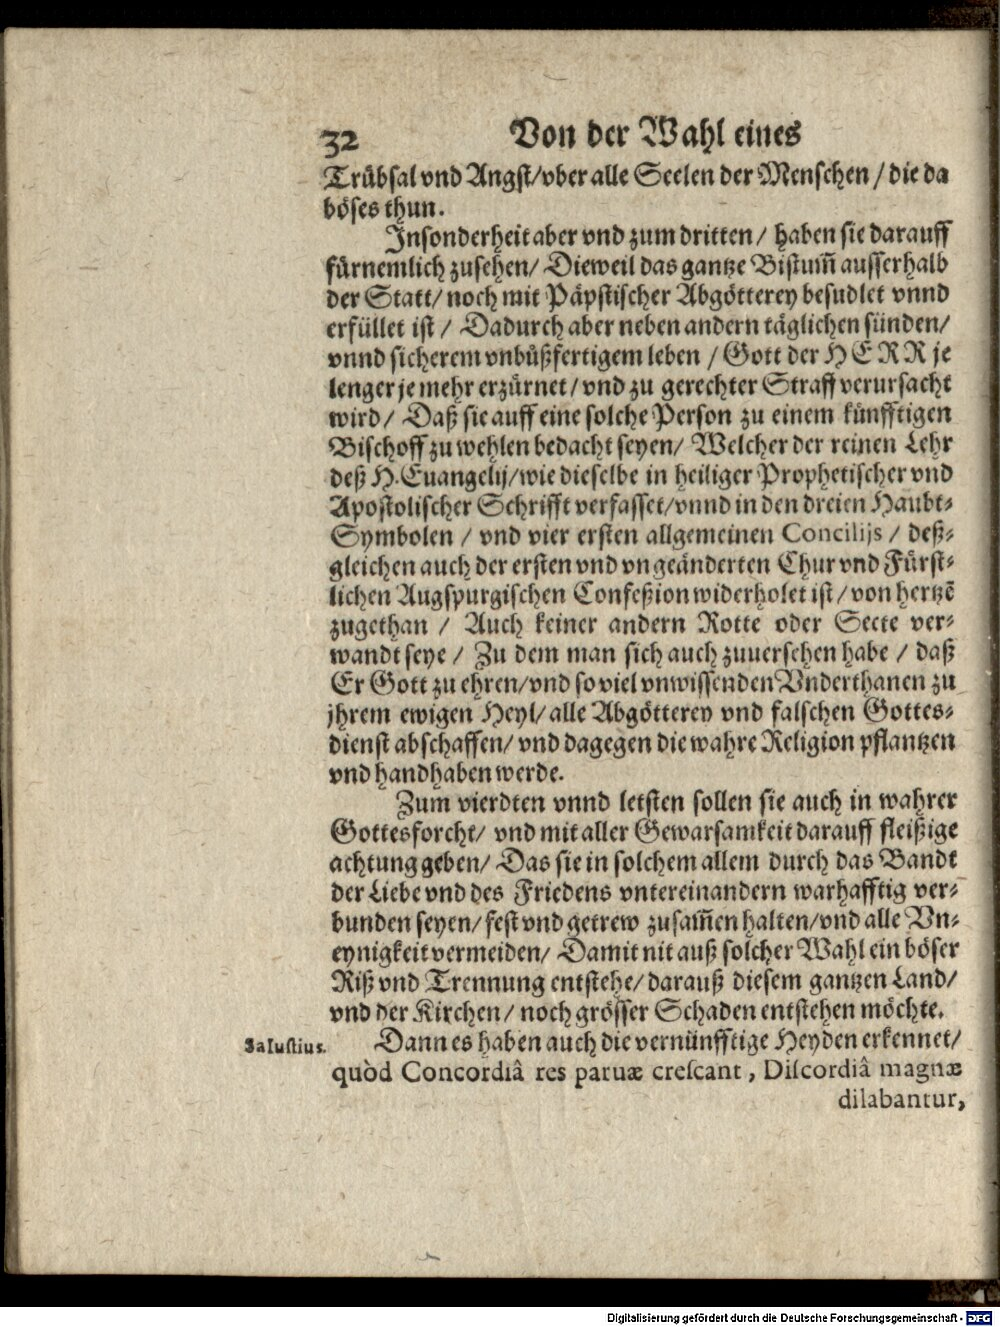 32 Von der Wahl eines
Trübsal vnd Angst/vber alle Seelen der Menschen / die da
böses thun.
Insonderheit aber vnd zum dritten / haben sie darauff
fürnemlich zusehen/ Dieweil das gantze Bistum̃ ausserhalb
der Statt/ noch mit Päpstischer Abgötterey besudlet vnnd
erfüllet ist / Dadurch aber neben andern täglichen sünden/
vnnd sicherem vnbůßfertigem leben / Gott der HERR je
lenger je mehr erzürnet/ vnd zu gerechter Straff verursacht
wird/ Daß sie auff eine solche Person zu einem künfftigen
Bischoff zu wehlen bedacht seyen/ Welcher der reinen Lehr
deß H. Euangelij/wie dieselbe in heiliger Prophetischer vnd
Apostolischer Schrifft verfasset/vnnd in den dreien Haubt-
Symbolen / vnd vier ersten allgemeinen Concilijs / deß-
gleichen auch der ersten vnd vngeänderten Chur vnd Fürst-
lichen Augspurgischen Confeßion widerholet ist/von hertzē
zugethan / Auch keiner andern Rotte oder Secte ver-
wandt seye / Zu dem man sich auch zuuersehen habe / daß
Er Gott zu ehren/vnd so viel vnwissenden Vnderthanen zu
jhrem ewigen Heyl/ alle Abgötterey vnd falschen Gottes-
dienst abschaffen/ vnd dagegen die wahre Religion pflantzen
vnd handhaben werde.
Zum vierdten vnnd letsten sollen sie auch in wahrer
Gottesforcht/ vnd mit aller Gewarsamkeit darauff fleißige
achtung geben/ Das sie in solchem allem durch das Bandt
der Liebe vnd des Friedens vntereinandern warhafftig ver-
bunden seyen/ fest vnd getrew zusam̃en halten/vnd alle Vn-
eynigkeit vermeiden/ Damit nit auß solcher Wahl ein böser
Riß vnd Trennung entstehe/ darauß diesem gantzen Land/
vnd der Kirchen/ noch grösser Schaden entstehen möchte.
Salustius. Dann es haben auch die vernünfftige Heyden erkennet/
quòd Concordiâ res paruæ crescant, Discordiâ magnæ
dilabantur,
Digitalisierung gefördert durch die Deutsche Forschungsgemeinschaft - DFG